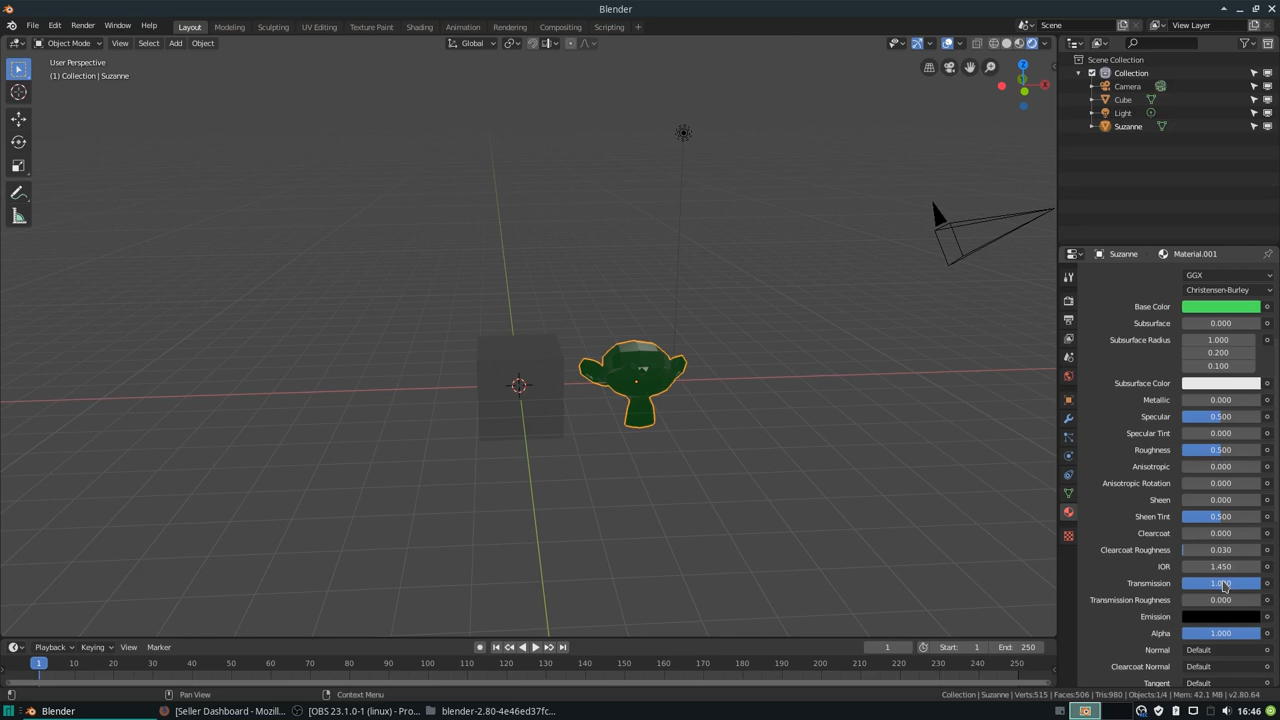 Blender
File Edit Render Window Help
Layout Modeling Sculpting UV Editing Texture Paint Shading Animation Rendering Compositing Scripting +
Scene
View Layer
Object Mode View Select Add Object
Global
User Perspective
(1) Collection | Suzanne
Z
X
Scene Collection
Collection
Camera
Cube
Light
Suzanne
Suzanne Material.001
GGX
Christensen-Burley
Base Color
Subsurface 0.000
Subsurface Radius 1.000
0.200
0.100
Subsurface Color
Metallic 0.000
Specular 0.500
Specular Tint 0.000
Roughness 0.500
Anisotropic 0.000
Anisotropic Rotation 0.000
Sheen 0.000
Sheen Tint 0.500
Clearcoat 0.000
Clearcoat Roughness 0.030
IOR 1.450
Transmission 1.000
Transmission Roughness 0.000
Emission
Alpha 1.000
Normal Default
Clearcoat Normal Default
Tangent Default
Playback Keying View Marker
1 Start: 1 End: 250
1 10 20 30 40 50 60 70 80 90 100 110 120 130 140 150 160 170 180 190 200 210 220 230 240 250
Pan View Context Menu
Collection | Suzanne | Verts:515 | Faces:506 | Tris:980 | Objects:1/4 | Mem: 42.1 MB | v2.80.64
Blender [Seller Dashboard - Mozill... [OBS 23.1.0-1 (linux) - Pro... blender-2.80-4e46ed37fc... 16:46